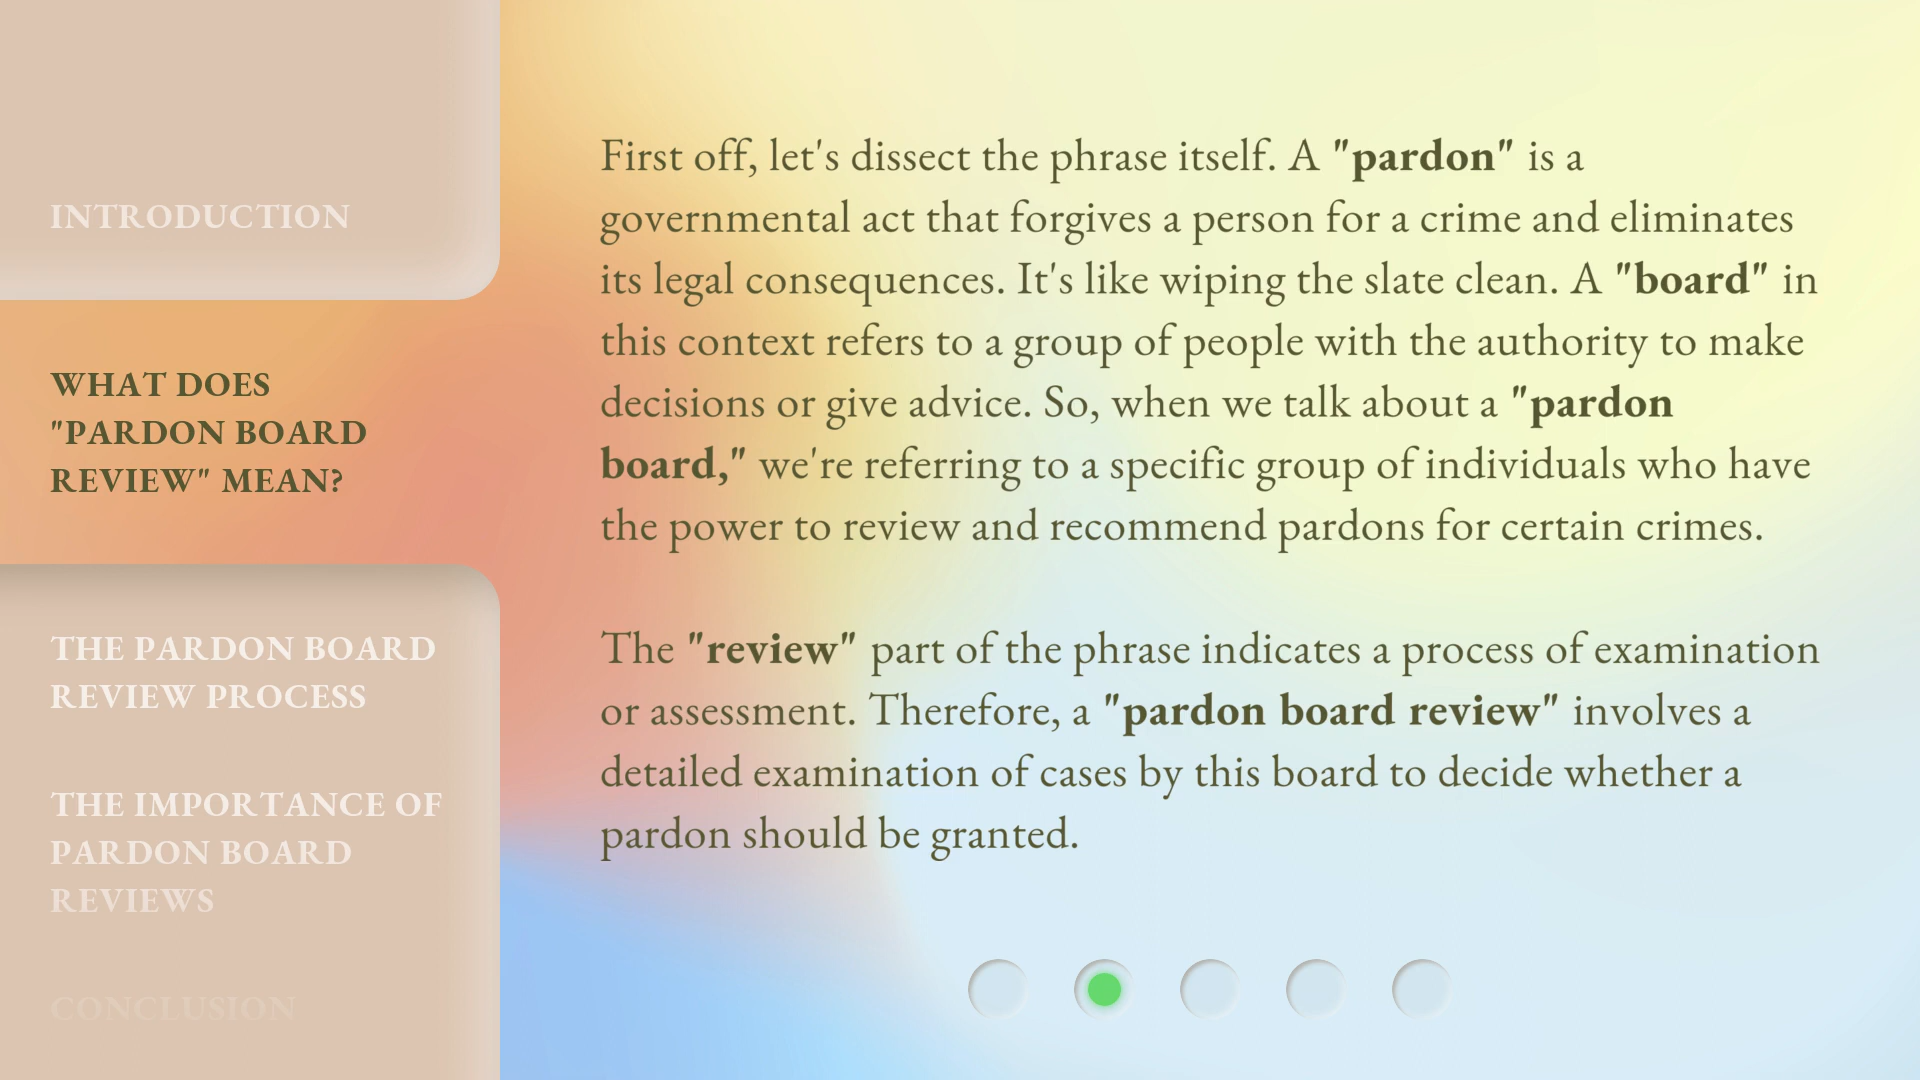 INTRODUCTION
WHAT DOES
"PARDON BOARD
REVIEW" MEAN?
THE PARDON BOARD
REVIEW PROCESS
THE IMPORTANCE OF
PARDON BOARD
REVIEWS
CONCLUSION
First off, let's dissect the phrase itself. A "pardon" is a
governmental act that forgives a person for a crime and eliminates
its legal consequences. It's like wiping the slate clean. A "board" in
this context refers to a group of people with the authority to make
decisions or give advice. So, when we talk about a "pardon
board," we're referring to a specific group of individuals who have
the power to review and recommend pardons for certain crimes.
The "review" part of the phrase indicates a process of examination
or assessment. Therefore, a "pardon board review" involves a
detailed examination of cases by this board to decide whether a
pardon should be granted.